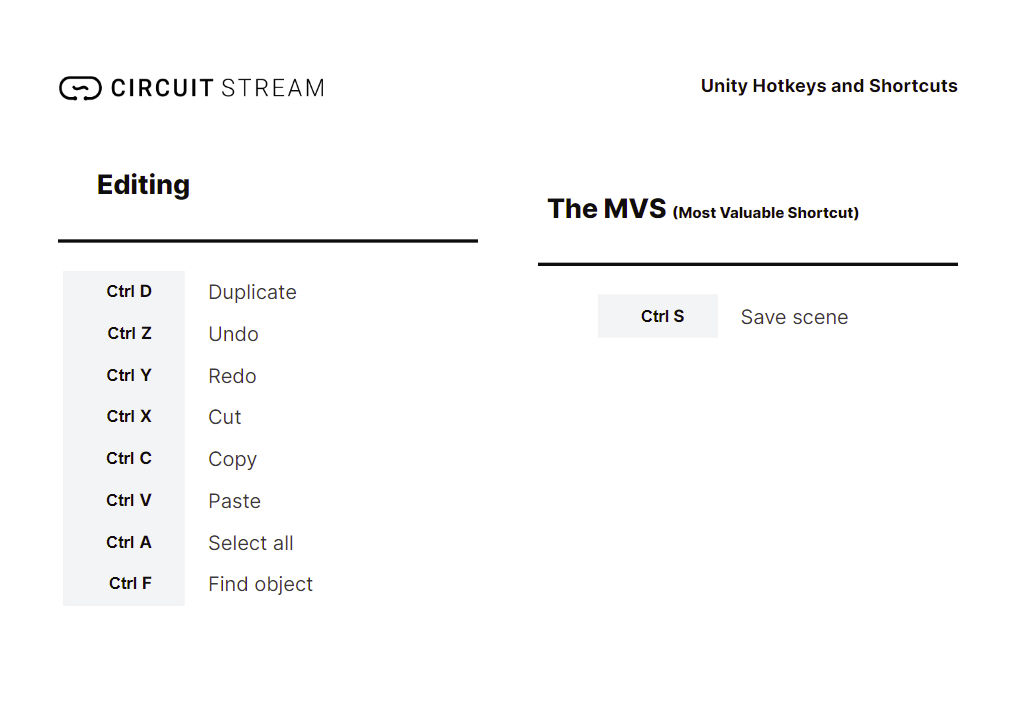 CIRCUIT STREAM
Unity Hotkeys and Shortcuts
Editing
Ctrl D Duplicate
Ctrl Z Undo
Ctrl Y Redo
Ctrl X Cut
Ctrl C Copy
Ctrl V Paste
Ctrl A Select all
Ctrl F Find object
The MVS (Most Valuable Shortcut)
Ctrl S Save scene